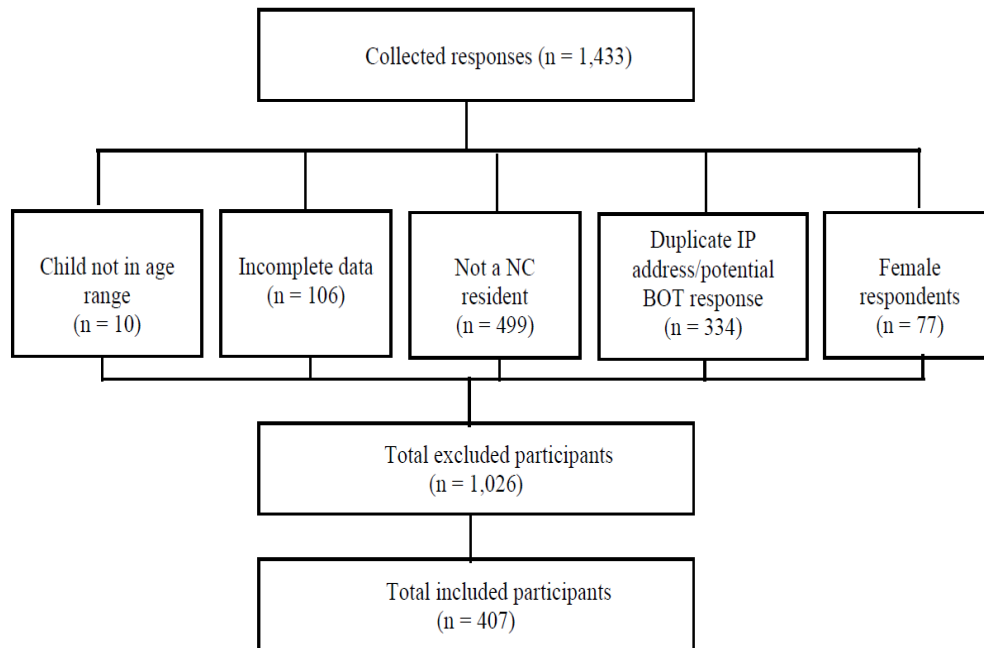 Collected responses (n = 1,433)
Child not in age
range
(n = 10)
Incomplete data
(n = 106)
Not a NC
resident
(n = 499)
Duplicate IP
address/potential
BOT response
(n = 334)
Female
respondents
(n = 77)
Total excluded participants
(n = 1,026)
Total included participants
(n = 407)